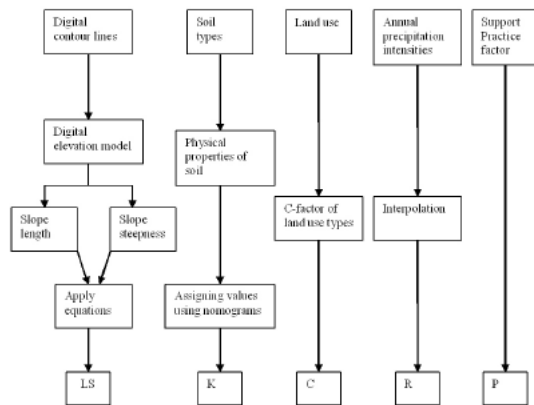 Digital
contour lines
Soil
types
Land use
Annual
precipitation
intensities
Support
Practice
factor
Digital
elevation model
Physical
properties of
soil
Slope
length
Slope
steepness
C-factor of
land use types
Interpolation
Apply
equations
Assigning values
using nomograms
LS
K
C
R
P